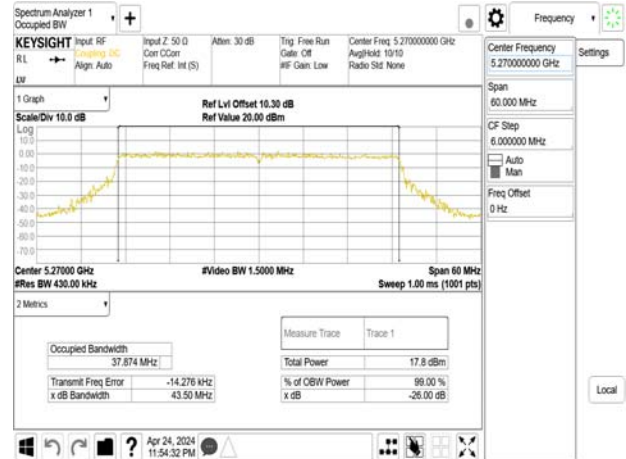 Spectrum Analyzer 1
Occupied BW
Frequency
KEYSIGHT Input: RF
Coupling: DC
Align: Auto
RL
Input Z: 50 Ω
Corr CCorr
Freq Ref: Int (S)
Atten: 30 dB
Trig: Free Run
Gate: Off
#IF Gain: Low
Center Freq: 5.270000000 GHz
Avg|Hold: 10/10
Radio Std: None
Center Frequency
5.270000000 GHz
Settings
Span
60.000 MHz
CF Step
6.000000 MHz
Auto
Man
Freq Offset
0 Hz
1 Graph
Ref Lvl Offset 10.30 dB
Scale/Div 10.0 dB
Ref Value 20.00 dBm
Log
10.0
0.00
-10.0
-20.0
-30.0
-40.0
-50.0
-60.0
-70.0
Center 5.27000 GHz
#Video BW 1.5000 MHz
Span 60 MHz
#Res BW 430.00 kHz
Sweep 1.00 ms (1001 pts)
2 Metrics
Measure Trace Trace 1
Occupied Bandwidth
37.874 MHz
Total Power 17.8 dBm
Transmit Freq Error -14.276 kHz
% of OBW Power 99.00 %
x dB Bandwidth 43.50 MHz
x dB -26.00 dB
Local
Apr 24, 2024
11:54:32 PM